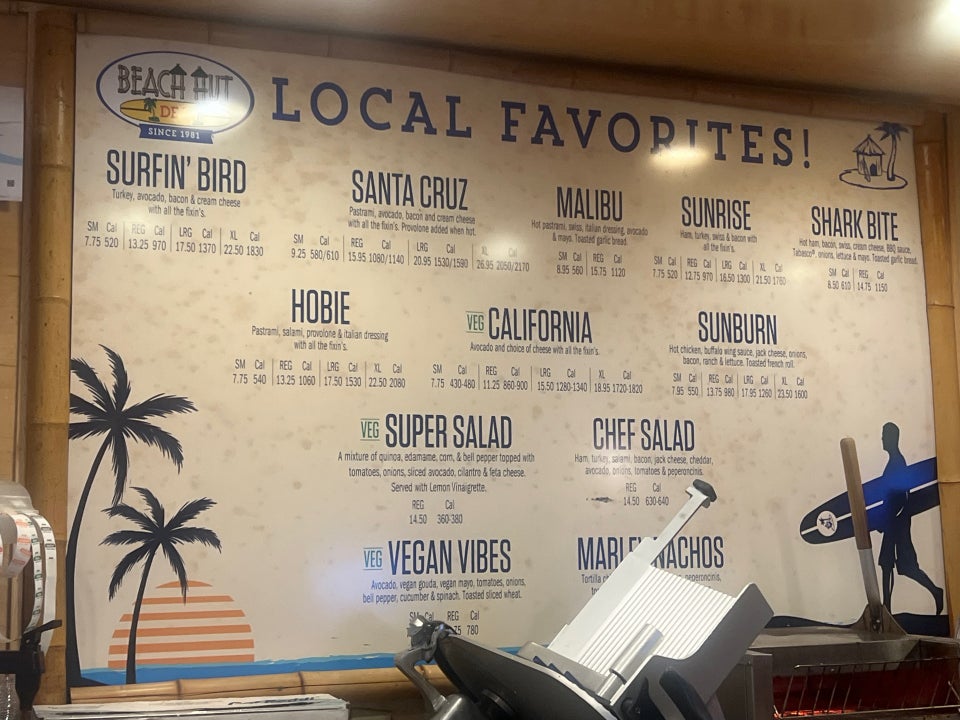 BEACH HUT
DELI
SINCE 1981
LOCAL FAVORITES!
SURFIN' BIRD
Turkey, avocado, bacon & cream cheese
with all the fixin's.
SM Cal REG Cal LRG Cal XL Cal
7.75 520 13.25 970 17.50 1370 22.50 1830
SANTA CRUZ
Pastrami, avocado, bacon and cream cheese
with all the fixin's. Provolone added when hot.
SM Cal REG Cal LRG Cal XL Cal
9.25 580/610 15.95 1080/1140 20.95 1530/1590 26.95 2050/2170
MALIBU
Hot pastrami, swiss, italian dressing, avocado
& mayo. Toasted garlic bread.
SM Cal REG Cal
8.95 560 15.75 1120
SUNRISE
Ham, turkey, swiss & bacon with
all the fixin's.
SM Cal REG Cal LRG Cal XL Cal
7.75 520 12.75 970 16.50 1300 21.50 1760
SHARK BITE
Hot ham, bacon, swiss, cream cheese, BBQ sauce,
Tabasco®, onions, lettuce & mayo. Toasted garlic bread.
SM Cal REG Cal
8.50 610 14.75 1150
HOBIE
Pastrami, salami, provolone & italian dressing
with all the fixin's.
SM Cal REG Cal LRG Cal XL Cal
7.75 540 13.25 1060 17.50 1530 22.50 2080
VEG CALIFORNIA
Avocado and choice of cheese with all the fixin's.
SM Cal REG Cal LRG Cal XL Cal
7.75 430-480 11.25 860-900 15.50 1280-1340 18.95 1720-1820
SUNBURN
Hot chicken, buffalo wing sauce, jack cheese, onions,
bacon, ranch & lettuce. Toasted french roll.
SM Cal REG Cal LRG Cal XL Cal
7.95 550 13.75 980 17.95 1260 23.50 1600
VEG SUPER SALAD
A mixture of quinoa, edamame, corn, & bell pepper topped with
tomatoes, onions, sliced avocado, cilantro & feta cheese.
Served with Lemon Vinaigrette.
REG Cal
14.50 360-380
CHEF SALAD
Ham, turkey, salami, bacon, jack cheese, cheddar,
avocado, onions, tomatoes & peperoncinis.
REG Cal
14.50 630-640
VEG VEGAN VIBES
Avocado, vegan gouda, vegan mayo, tomatoes, onions,
bell pepper, cucumber & spinach. Toasted sliced wheat.
SM Cal REG Cal
780
NACHOS
Tortilla peperoncinis,